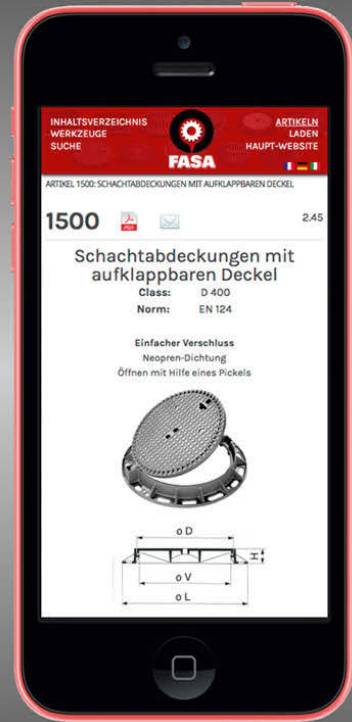 INHALTSVERZEICHNIS
WERKZEUGE
SUCHE
FASA
ARTIKELN
LADEN
HAUPT-WEBSITE
ARTIKEL 1500: SCHACHTABDECKUNGEN MIT AUFKLAPPBAREN DECKEL
1500
2.45
Schachtabdeckungen mit
aufklappbaren Deckel
Class: D 400
Norm: EN 124
Einfacher Verschluss
Neopren-Dichtung
Öffnen mit Hilfe eines Pickels
o D
H
o V
o L